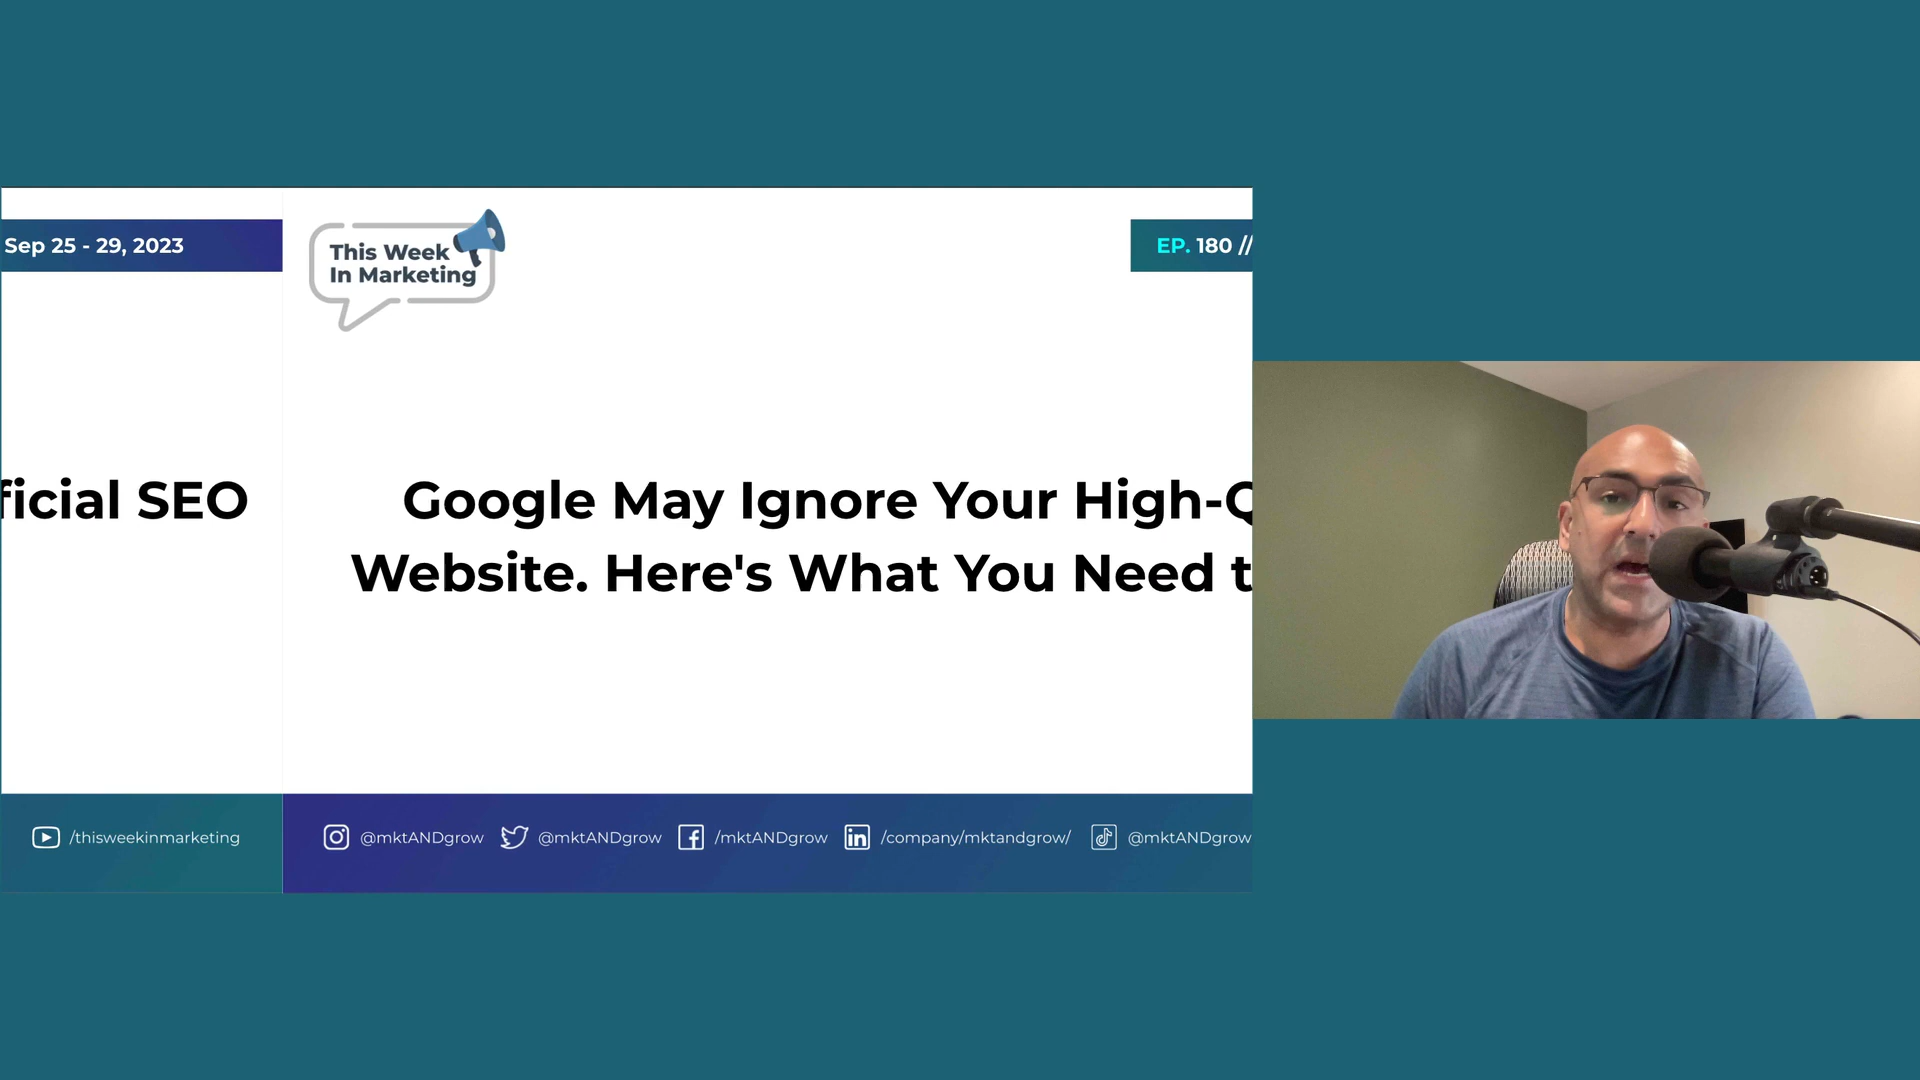 Sep 25 - 29, 2023
ficial SEO
/thisweekinmarketing
This Week
In Marketing
EP. 180 //
Google May Ignore Your High-Q
Website. Here's What You Need t
@mktANDgrow
@mktANDgrow
/mktANDgrow
/company/mktandgrow/
@mktANDgrow